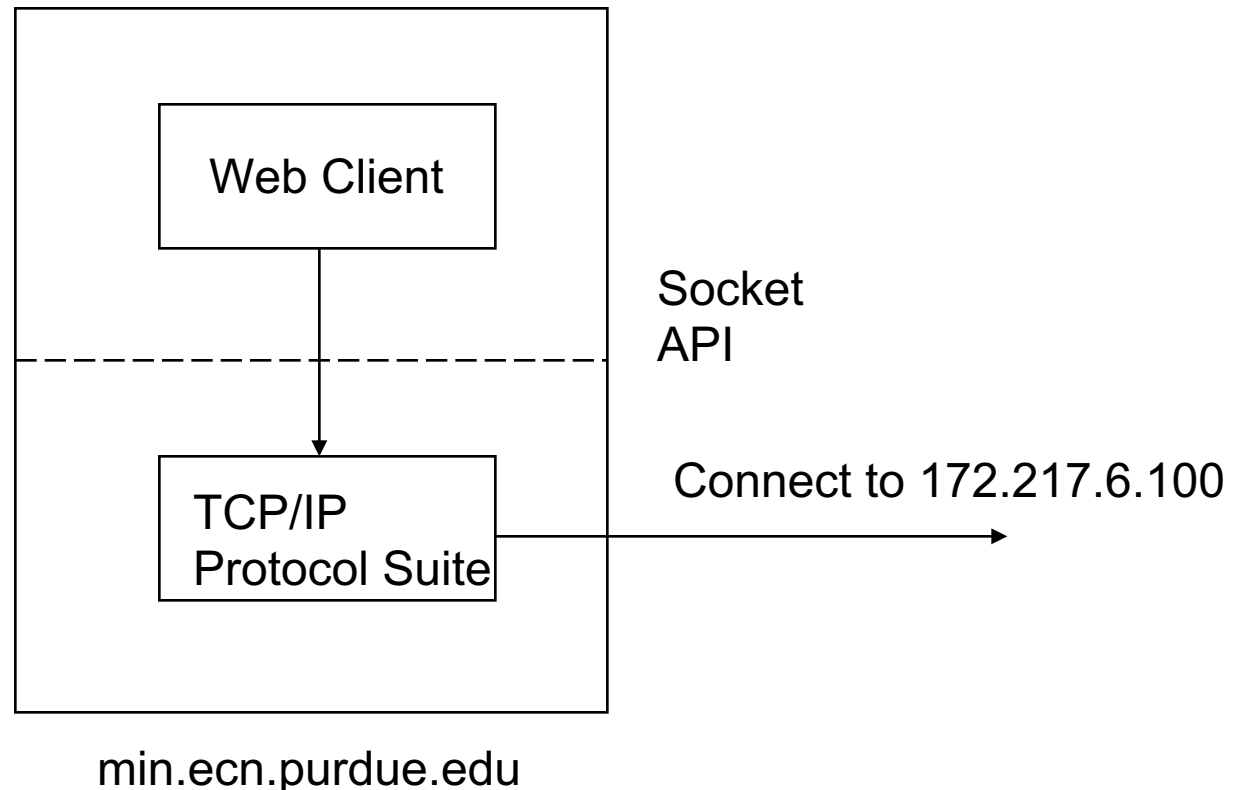 Web Client
Socket
API
Connect to 172.217.6.100
TCP/IP
Protocol Suite
min.ecn.purdue.edu